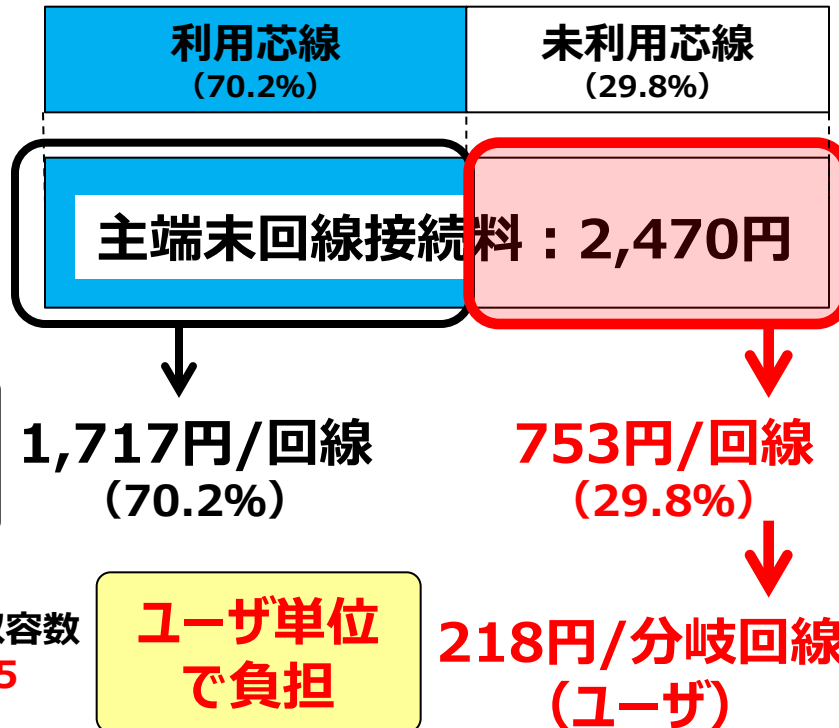 利用芯線
(70.2%)
未利用芯線
(29.8%)
主端末回線接続料：2,470円
1,717円/回線
(70.2%)
753円/回線
(29.8%)
容数
5
ユーザ単位
で負担
218円/分岐回線
(ユーザ)